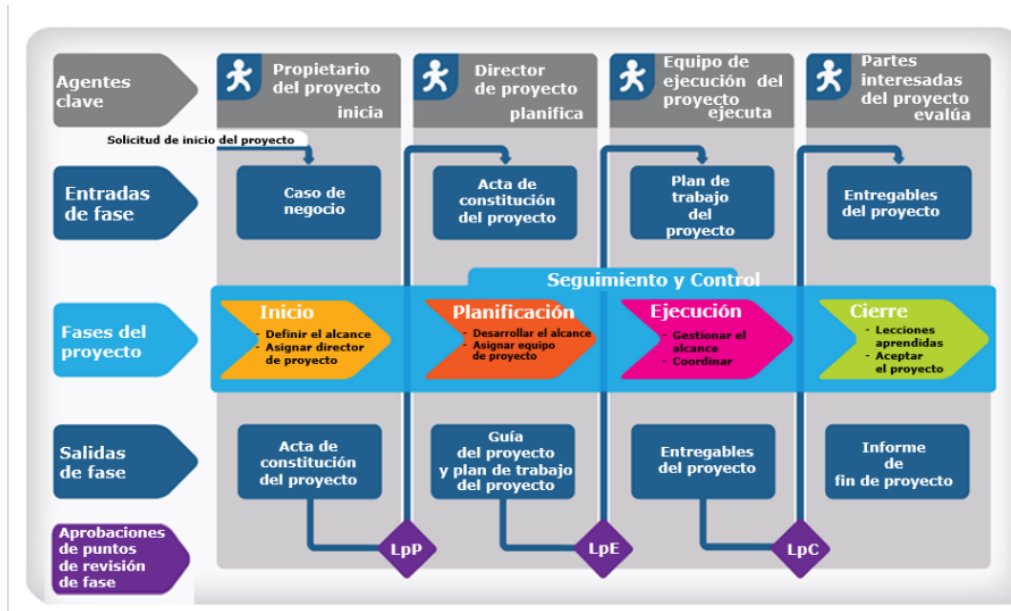 Agentes
clave
Propietario
del proyecto
inicia
Director
de proyecto
planifica
Equipo de
ejecución del
proyecto
ejecuta
Partes
interesadas
del proyecto
evalúa
Solicitud de inicio del proyecto
Entradas
de fase
Caso de
negocio
Acta de
constitución
del proyecto
Plan de
trabajo
del
proyecto
Entregables
del proyecto
Seguimiento y Control
Fases del
proyecto
Inicio
- Definir el alcance
- Asignar director
de proyecto
Planificación
- Desarrollar el alcance
- Asignar equipo
de proyecto
Ejecución
- Gestionar el
alcance
- Coordinar
Cierre
- Lecciones
aprendidas
- Aceptar
el proyecto
Salidas
de fase
Acta de
constitución
del proyecto
Guía
del proyecto
y plan de trabajo
del proyecto
Entregables
del proyecto
Informe
de
fin de proyecto
Aprobaciones
de puntos
de revisión
de fase
LpP
LpE
LpC